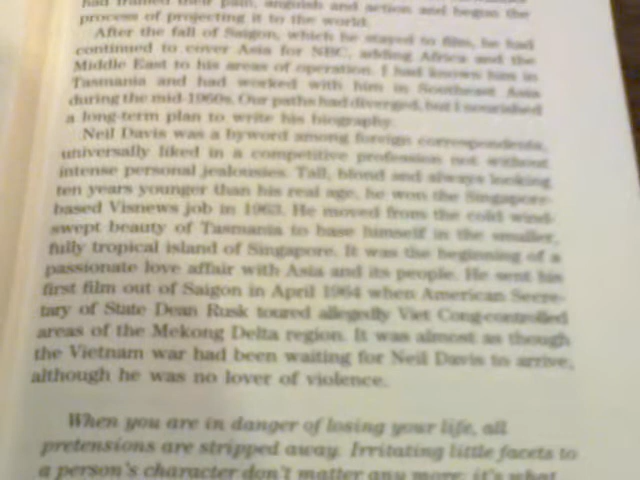 had framed their pain, anguish and action and begun the
process of projecting it to the world.
After the fall of Saigon, which he stayed to film, he had
continued to cover Asia for NBC, adding Africa and the
Middle East to his areas of operation. I had known him in
Tasmania and had worked with him in Southeast Asia
during the mid-1960s. Our paths had diverged, but I nourished
a long-term plan to write his biography.
Neil Davis was a byword among foreign correspondents,
universally liked in a competitive profession not without
intense personal jealousies. Tall, blond and always looking
ten years younger than his real age, he won the Singapore-
based Visnews job in 1963. He moved from the cold wind-
swept beauty of Tasmania to base himself in the smaller,
fully tropical island of Singapore. It was the beginning of a
passionate love affair with Asia and its people. He sent his
first film out of Saigon in April 1964 when American Secre-
tary of State Dean Rusk toured allegedly Viet Cong-controlled
areas of the Mekong Delta region. It was almost as though
the Vietnam war had been waiting for Neil Davis to arrive,
although he was no lover of violence.
When you are in danger of losing your life, all
pretensions are stripped away. Irritating little facets to
a person's character don't matter any more; it's what